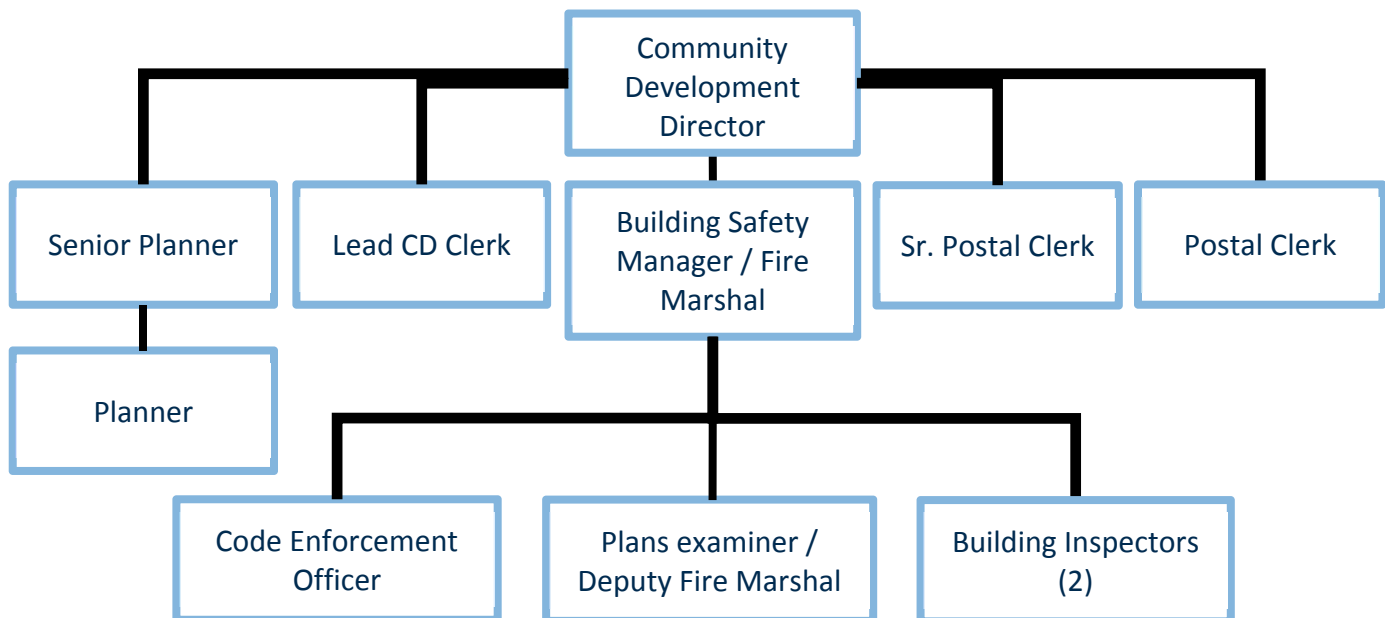 Community
Development
Director
Senior Planner
Lead CD Clerk
Building Safety
Manager / Fire
Marshal
Sr. Postal Clerk
Postal Clerk
Planner
Code Enforcement
Officer
Plans examiner /
Deputy Fire Marshal
Building Inspectors
(2)